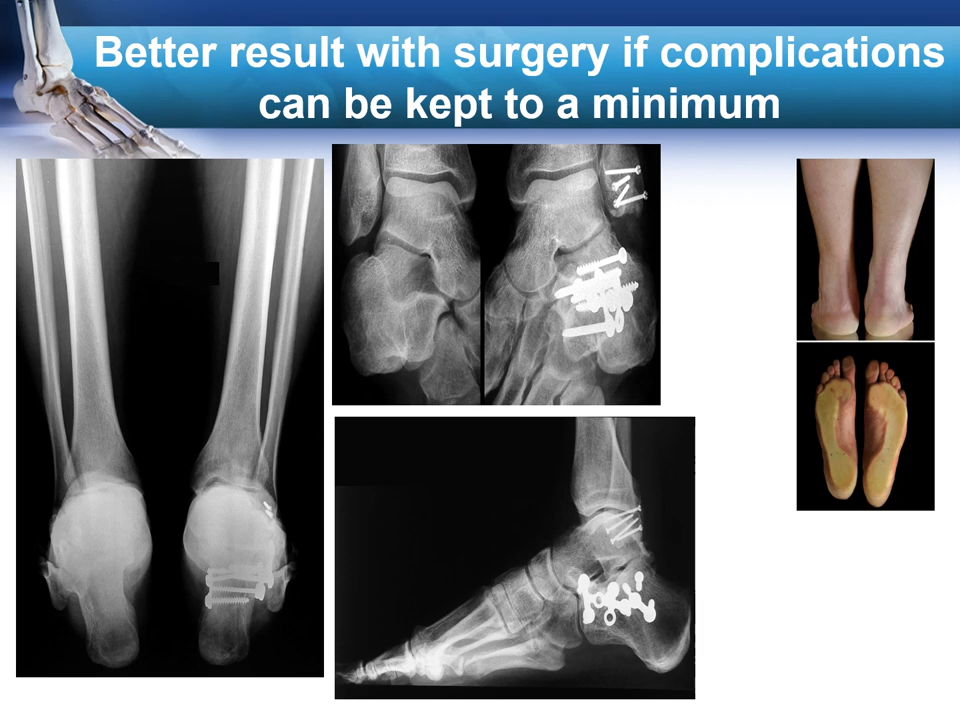 Better result with surgery if complications
can be kept to a minimum